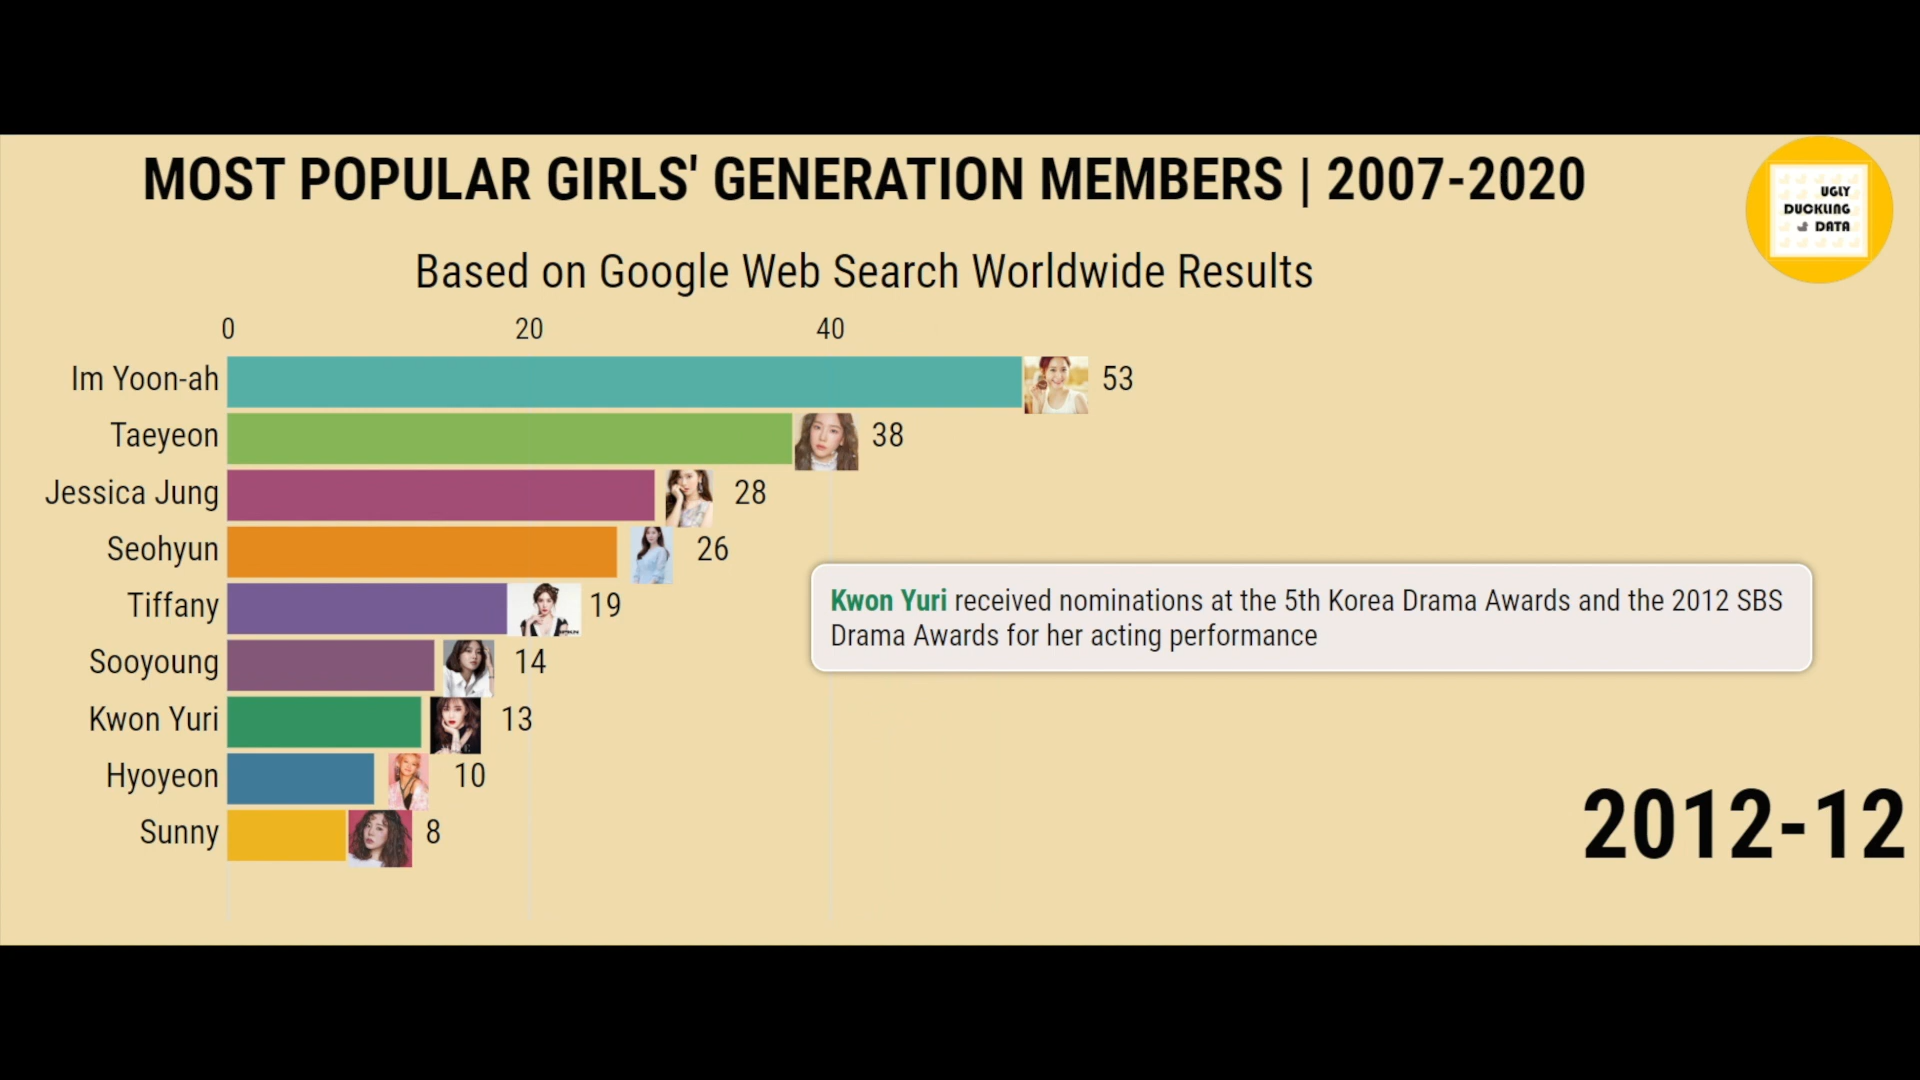 MOST POPULAR GIRLS' GENERATION MEMBERS | 2007-2020
UGLY
DUCKLING
DATA
Based on Google Web Search Worldwide Results
0 20 40
Im Yoon-ah 53
Taeyeon 38
Jessica Jung 28
Seohyun 26
Tiffany 19
Sooyoung 14
Kwon Yuri 13
Hyoyeon 10
Sunny 8
Kwon Yuri received nominations at the 5th Korea Drama Awards and the 2012 SBS
Drama Awards for her acting performance
2012-12